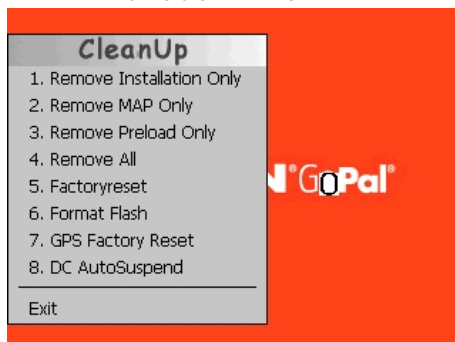 CleanUp
1. Remove Installation Only
2. Remove MAP Only
3. Remove Preload Only
4. Remove All
5. Factoryreset
6. Format Flash
7. GPS Factory Reset
8. DC AutoSuspend
Exit
N® GoPal®